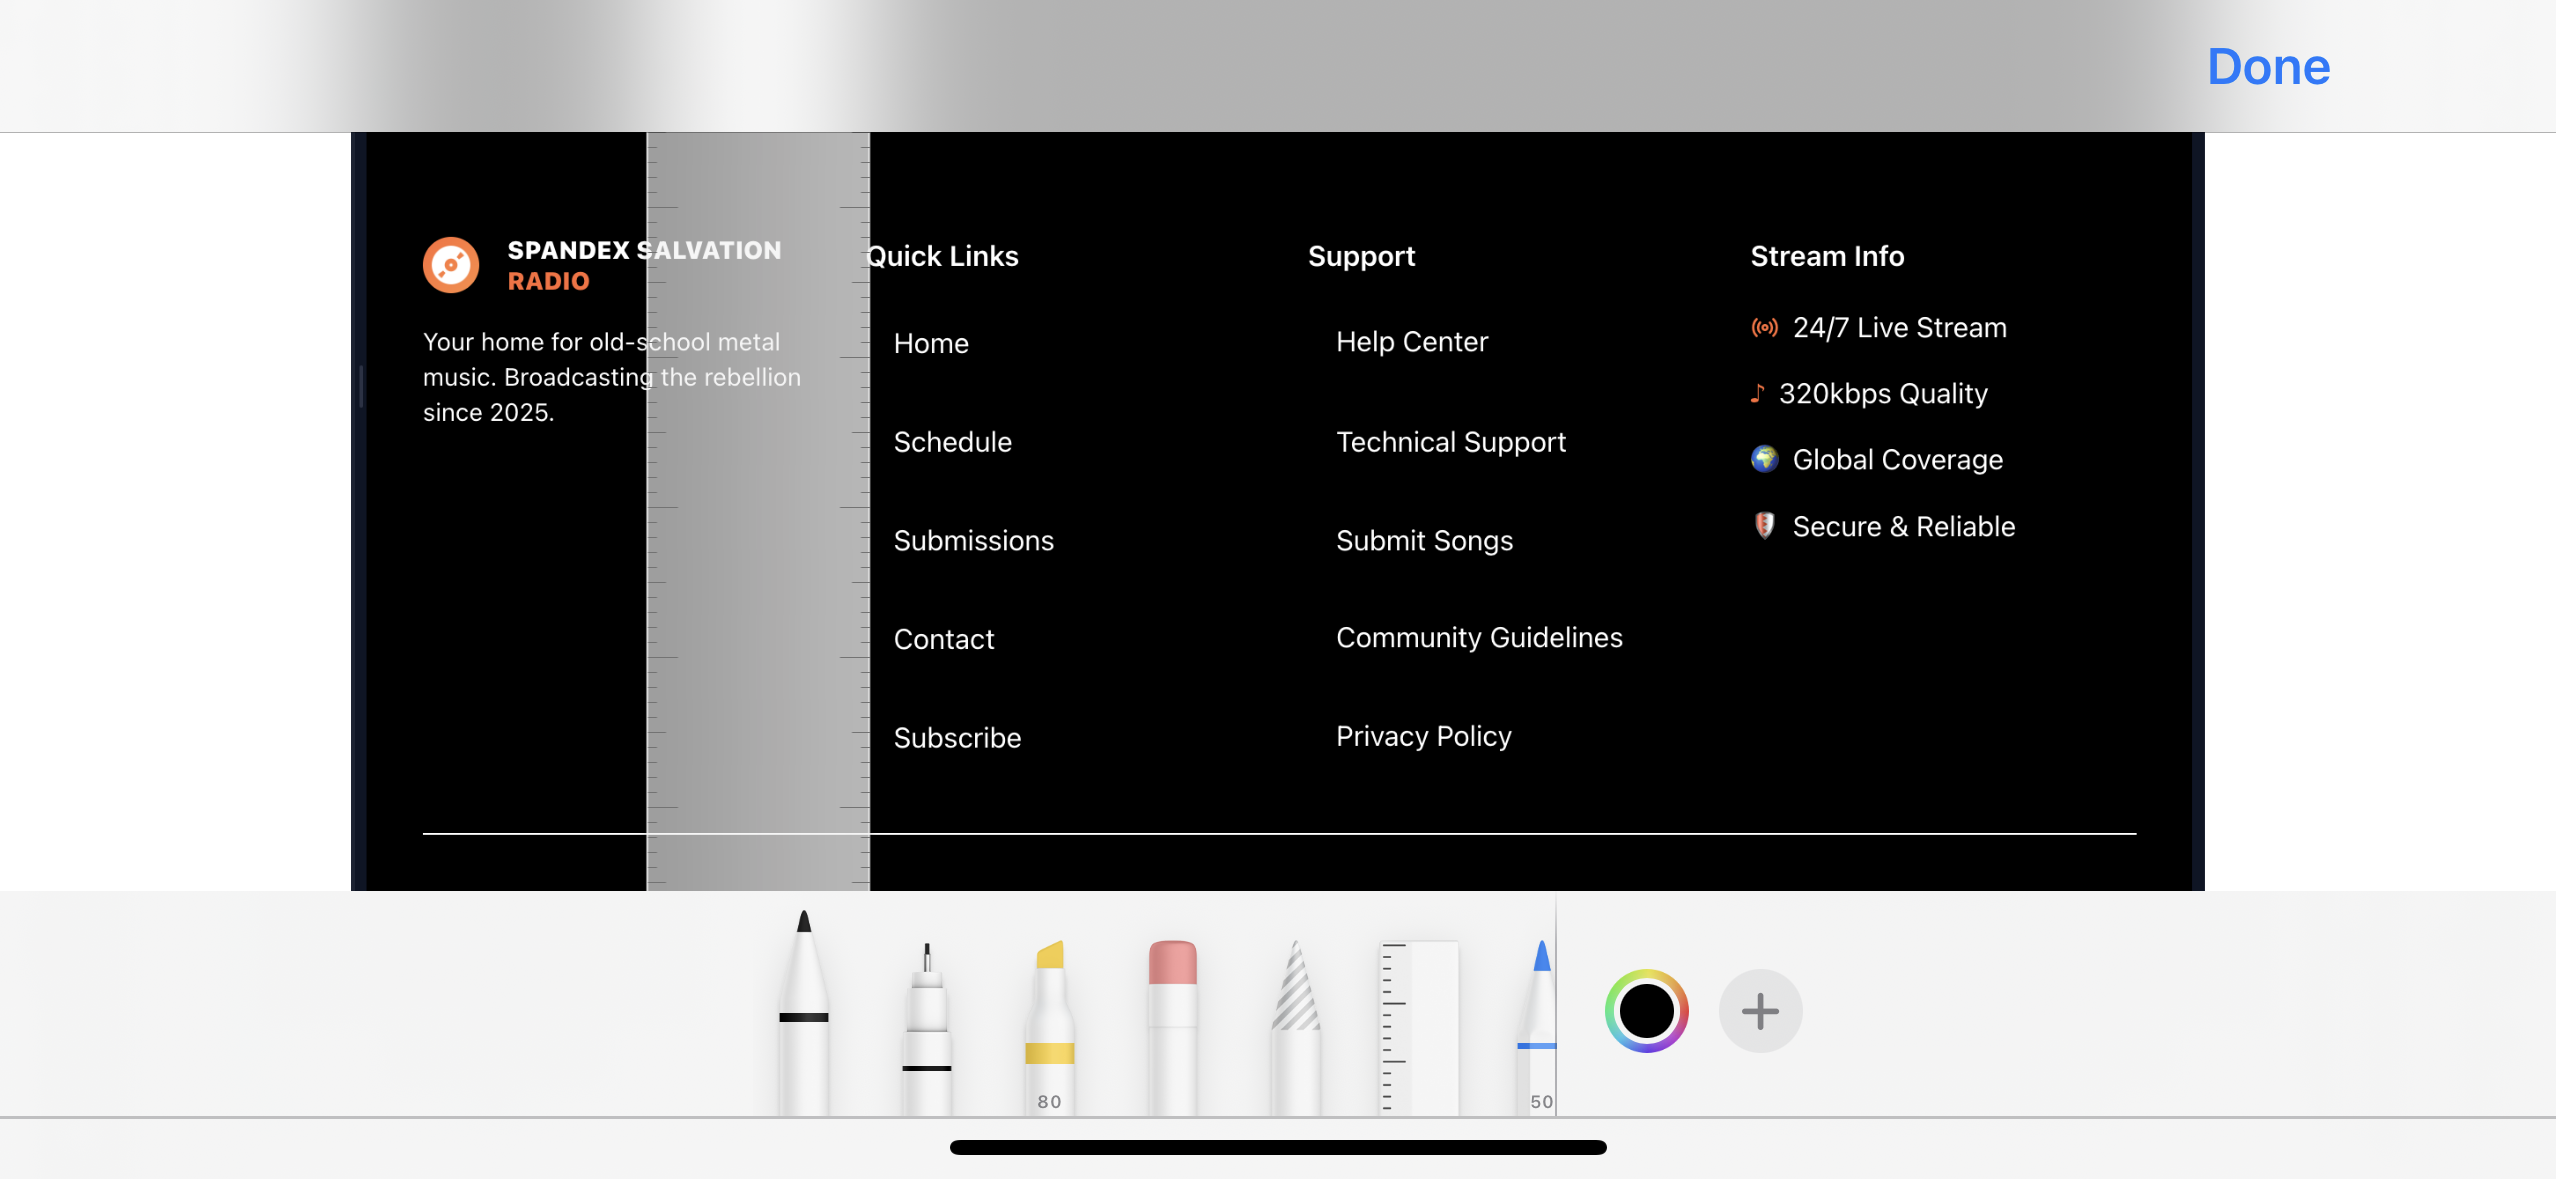 Done
SPANDEX SALVATION
RADIO
Your home for old-school metal
music. Broadcasting the rebellion
since 2025.
Quick Links
Home
Schedule
Submissions
Contact
Subscribe
Support
Help Center
Technical Support
Submit Songs
Community Guidelines
Privacy Policy
Stream Info
24/7 Live Stream
320kbps Quality
Global Coverage
Secure & Reliable
80
50